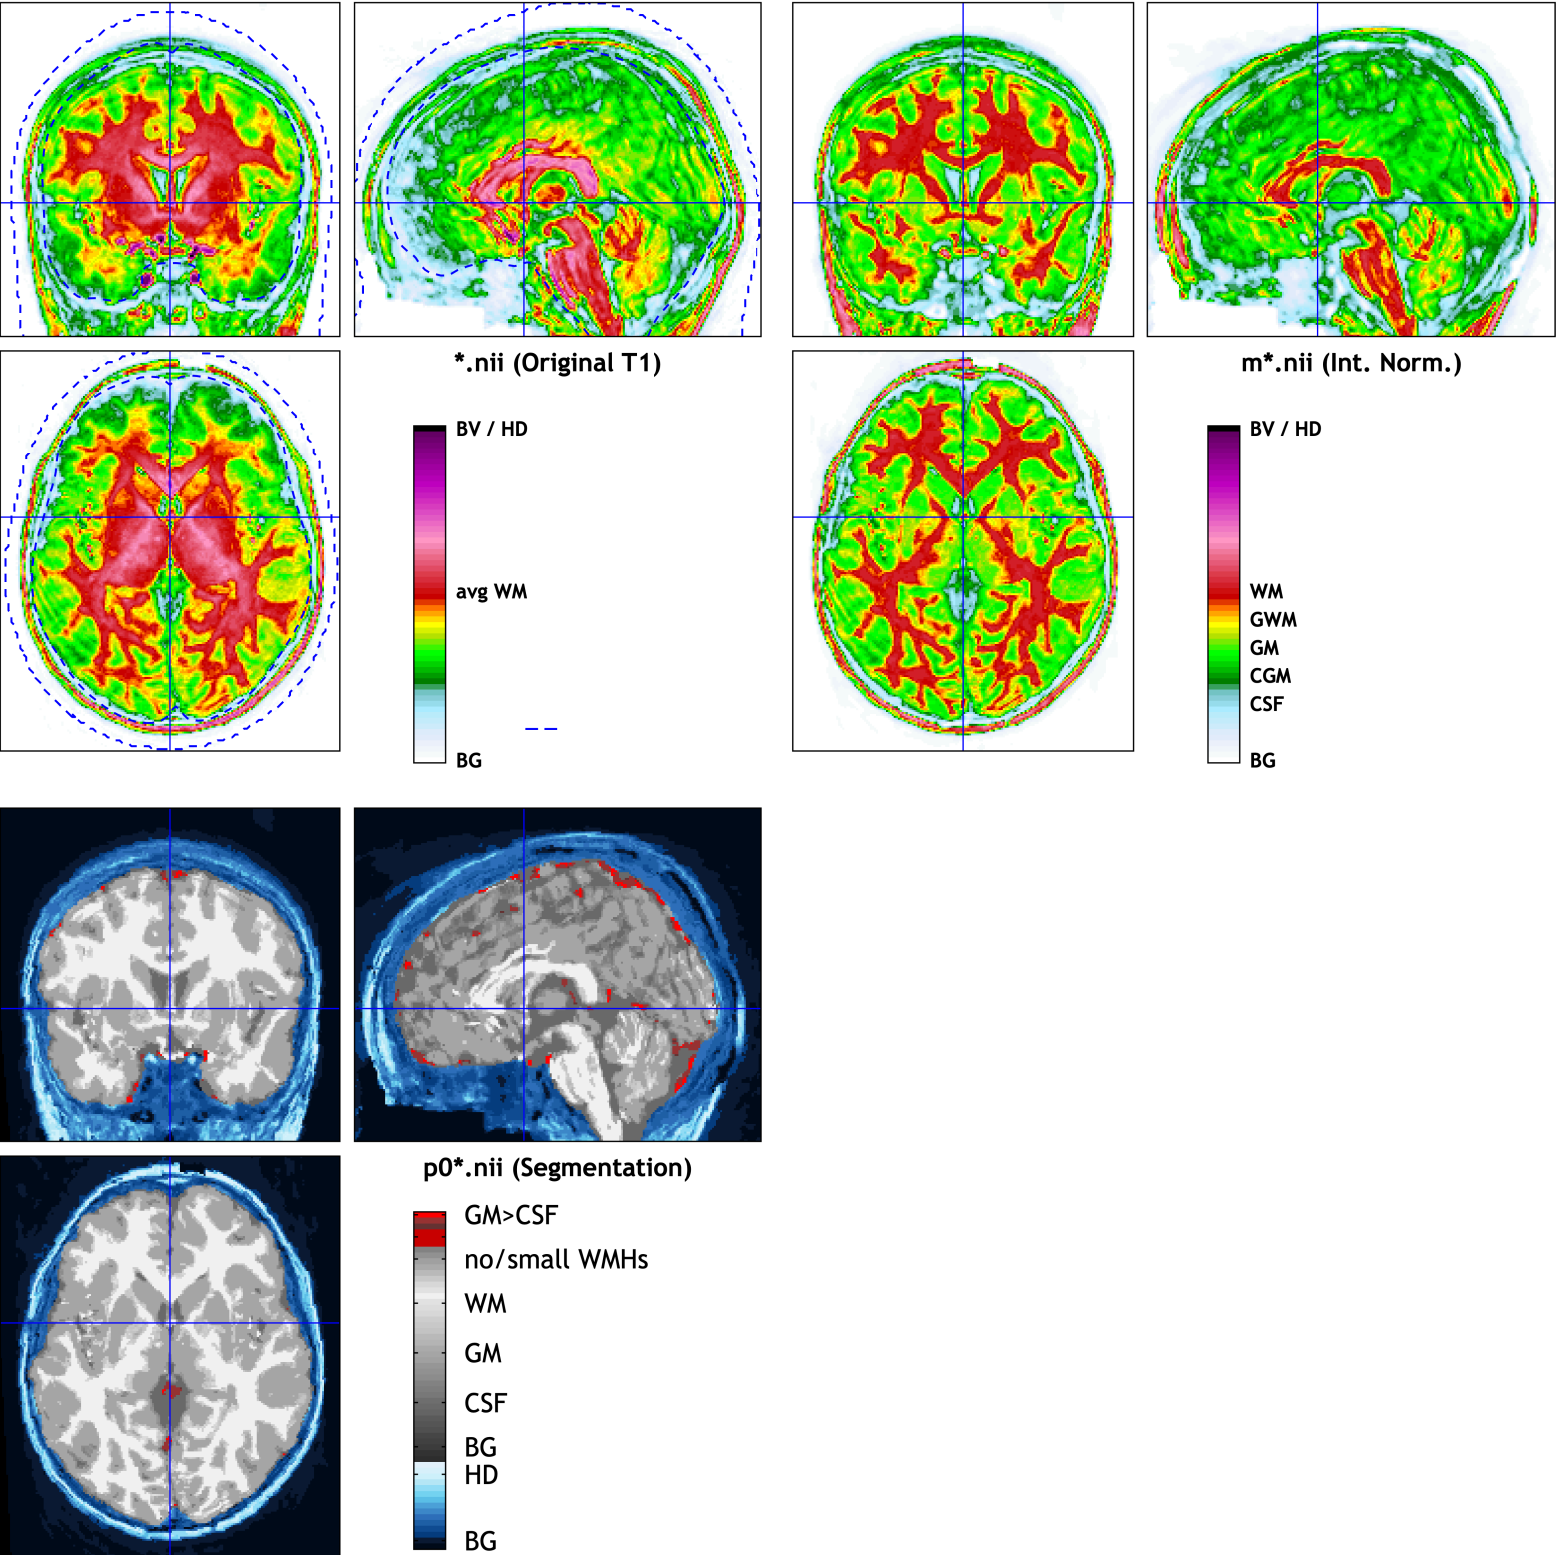 *.nii (Original T1)
BV / HD
avg WM
BG
m*.nii (Int. Norm.)
BV / HD
WM
GWM
GM
CGM
CSF
BG
p0*.nii (Segmentation)
GM>CSF
no/small WMHs
WM
GM
CSF
BG
HD
BG